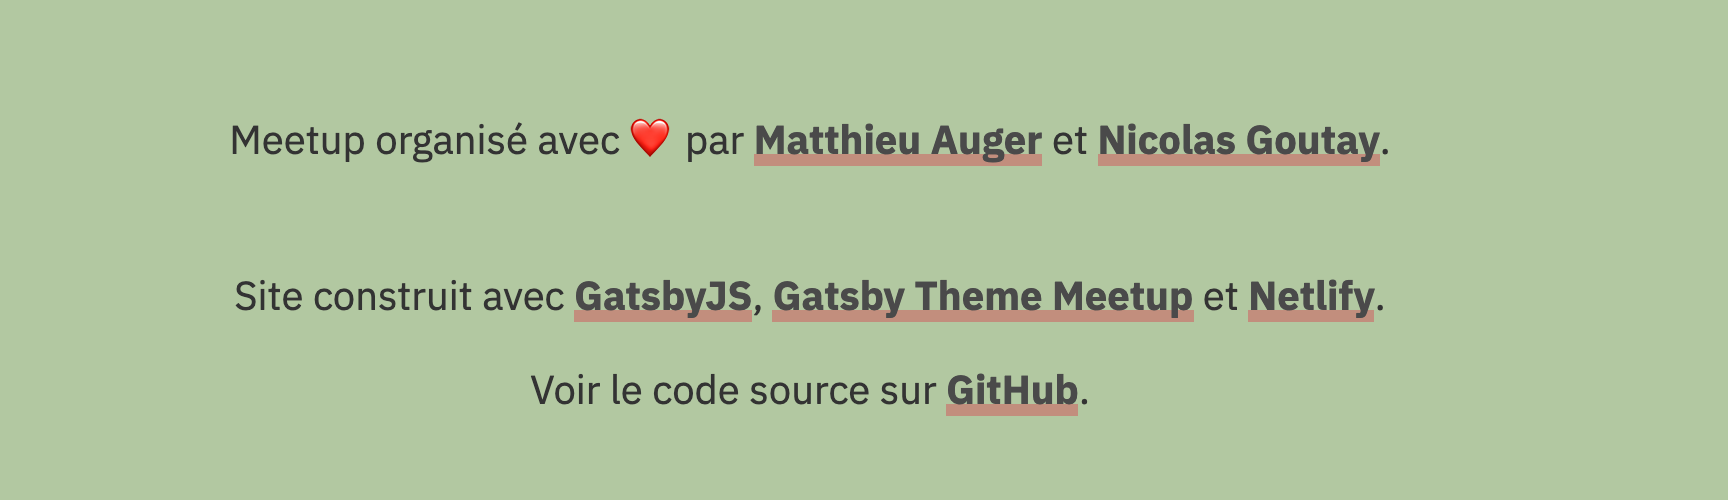 Meetup organisé avec ❤️ par Matthieu Auger et Nicolas Goutay.
Site construit avec GatsbyJS, Gatsby Theme Meetup et Netlify.
Voir le code source sur GitHub.